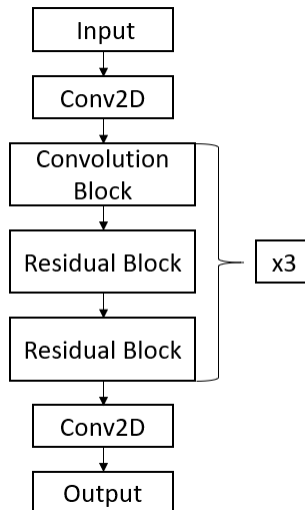 Input
Conv2D
Convolution
Block
Residual Block
x3
Residual Block
Conv2D
Output